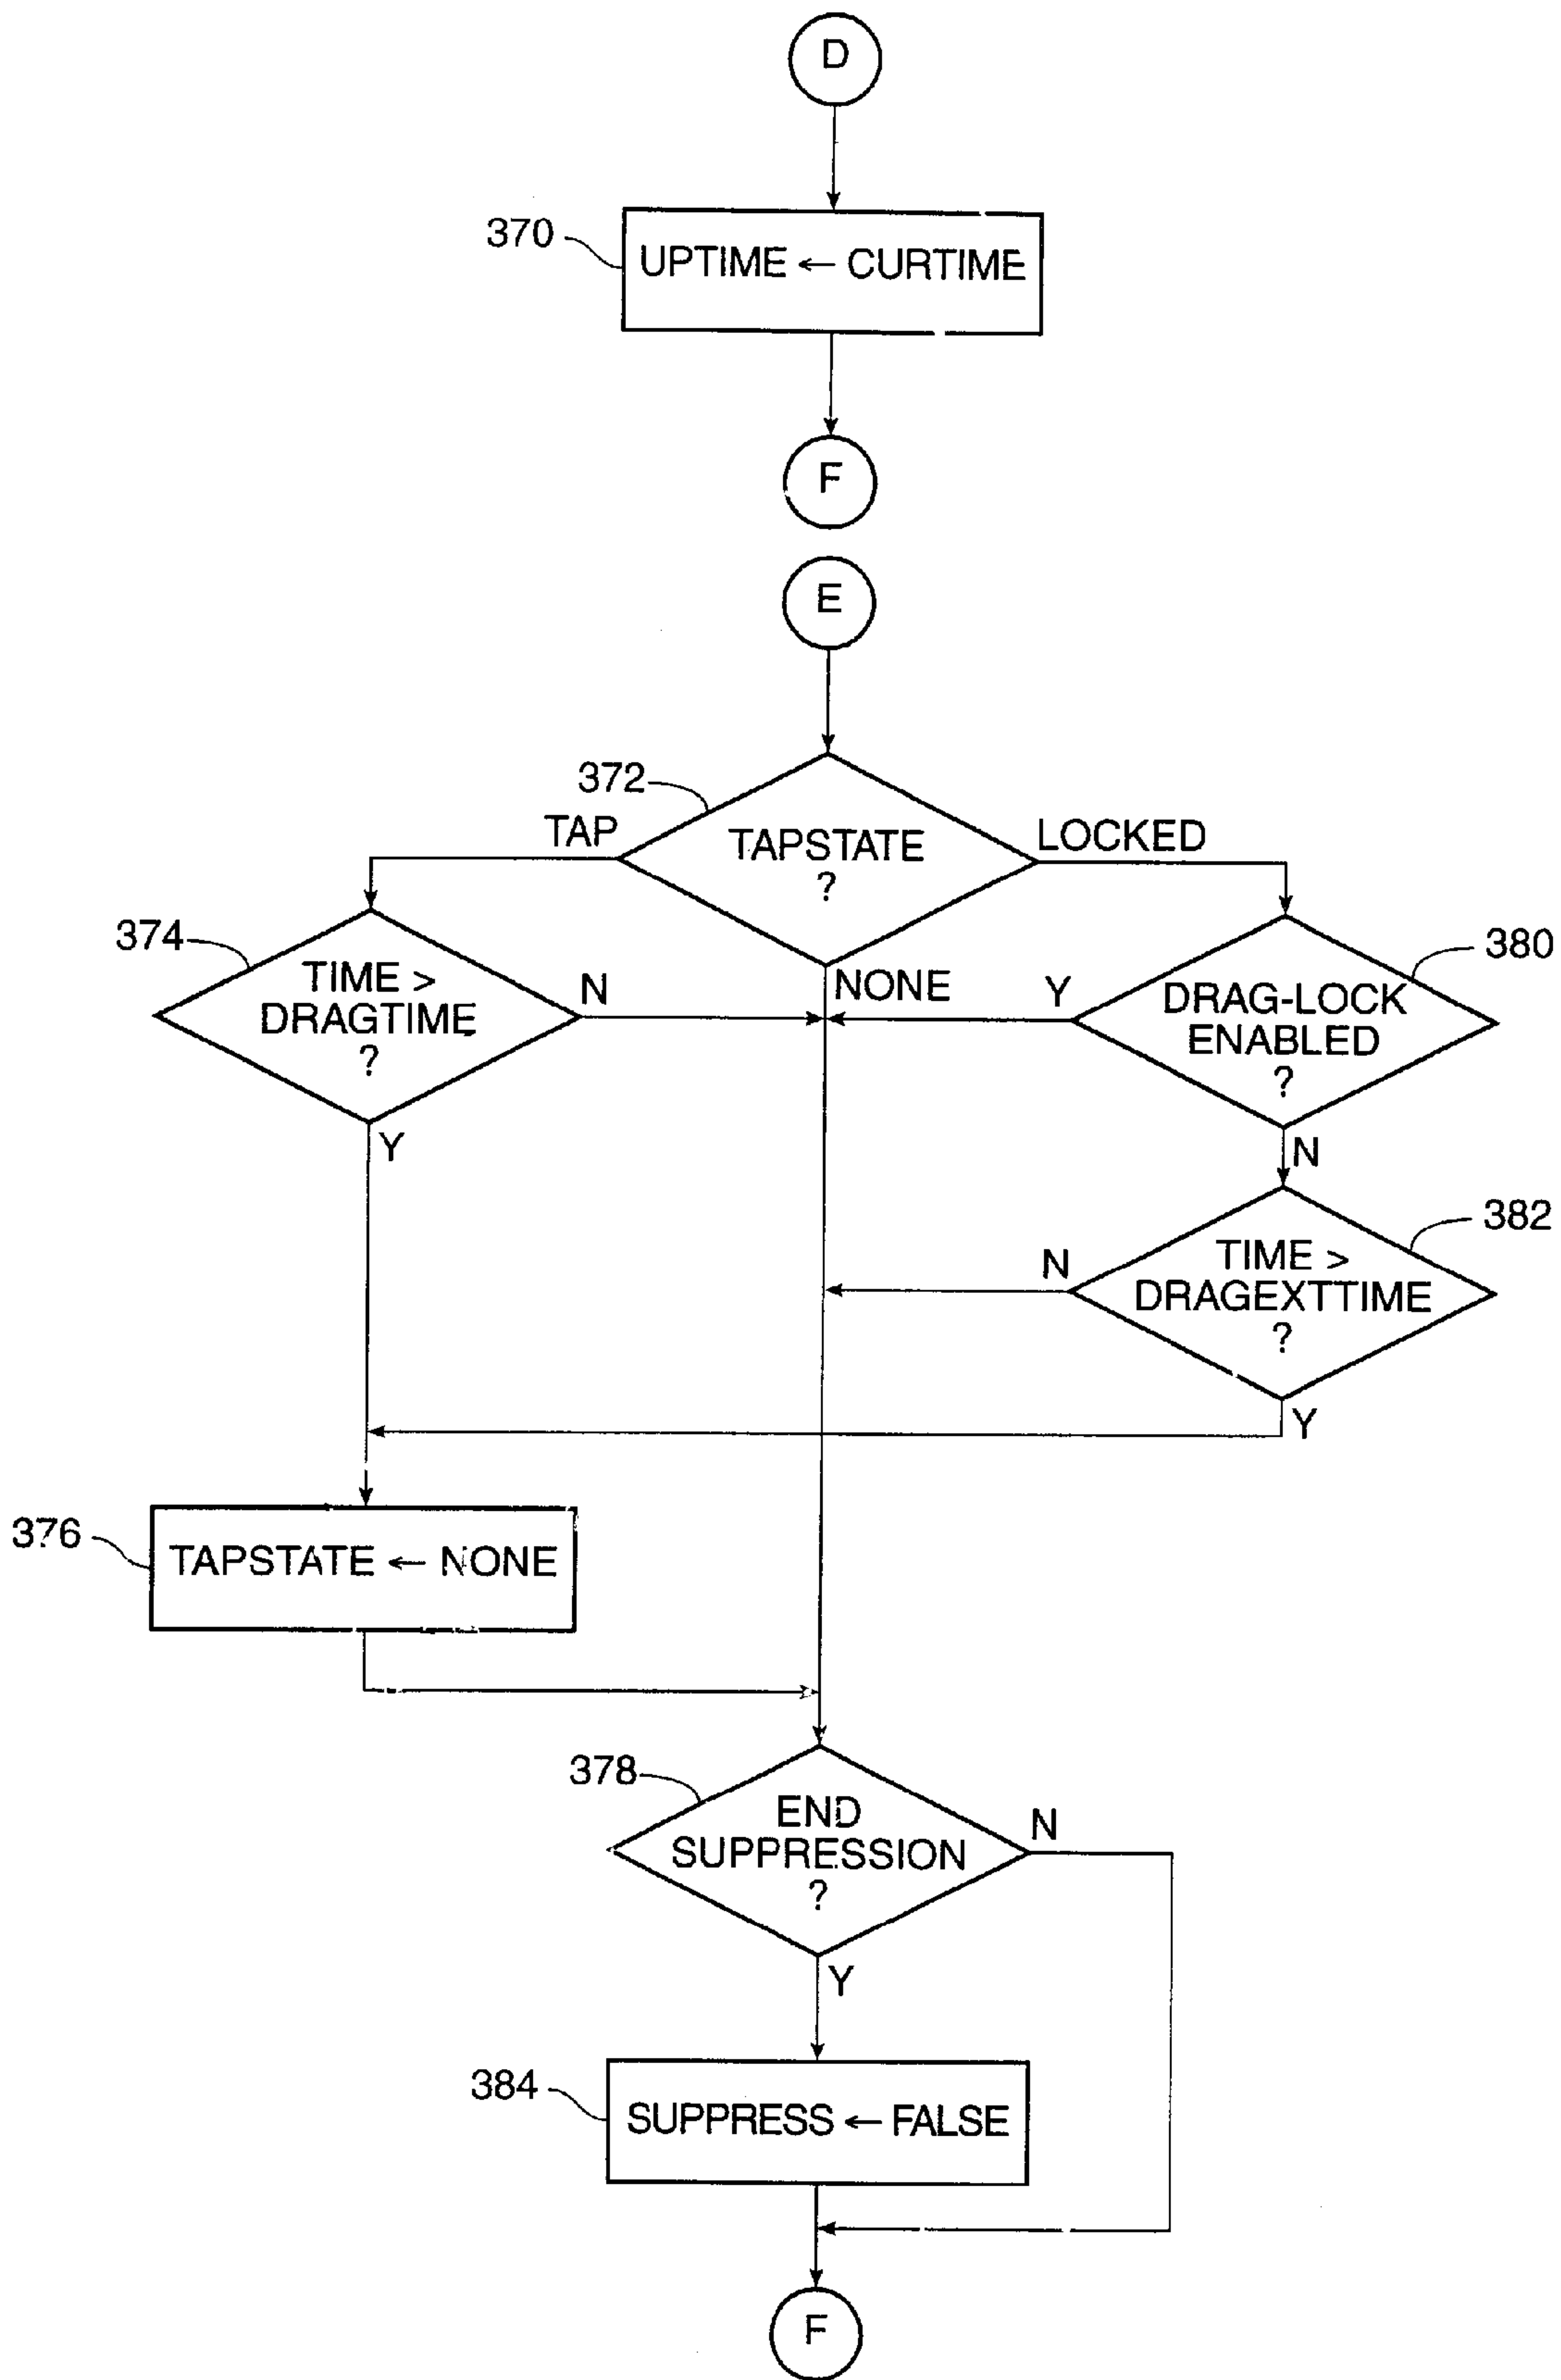 D
370
UPTIME ← CURTIME
F
E
372
TAP
TAPSTATE
?
LOCKED
374
TIME >
DRAGTIME
?
N
NONE
Y
DRAG-LOCK
ENABLED
?
380
Y
N
382
TIME >
DRAGEXTTIME
?
N
Y
376
TAPSTATE ← NONE
378
END
SUPPRESSION
?
N
Y
384
SUPPRESS ← FALSE
F